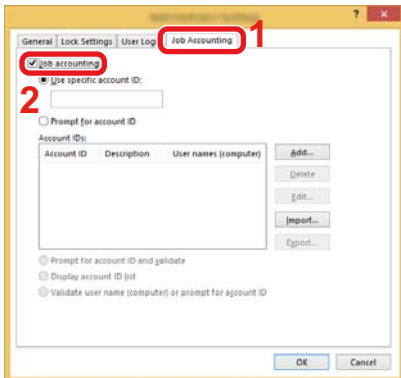 ?
General Lock Settings User Log Job Accounting 1
Job accounting
Use specific account ID:
2
Prompt for account ID
Account IDs:
Account ID Description User names (computer) Add...
Delete
Edit...
Import...
Export...
Prompt for account ID and validate
Display account ID list
Validate user name (computer) or prompt for account ID
OK Cancel